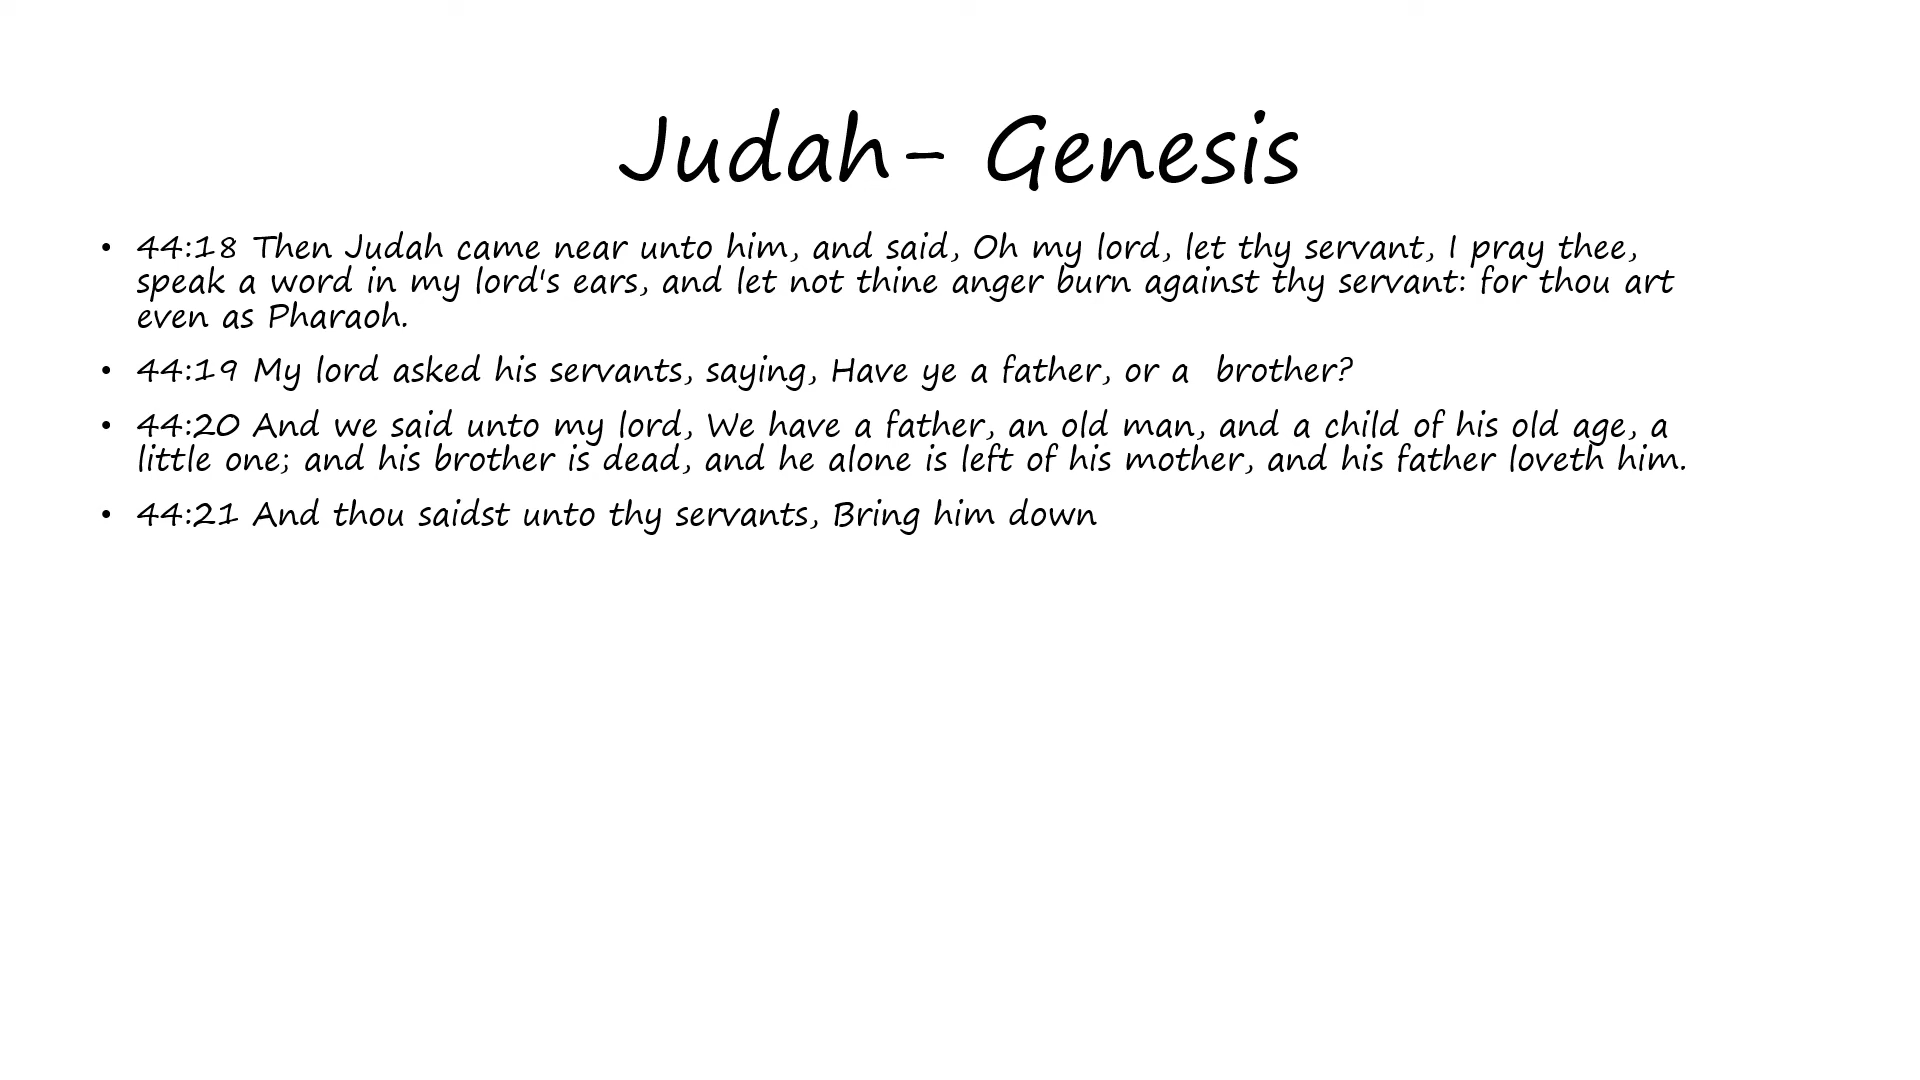 Judah- Genesis
• 44:18 Then Judah came near unto him, and said, Oh my lord, let thy servant, I pray thee,
speak a word in my lord's ears, and let not thine anger burn against thy servant: for thou art
even as Pharaoh.
• 44:19 My lord asked his servants, saying, Have ye a father, or a  brother?
• 44:20 And we said unto my lord, We have a father, an old man, and a child of his old age, a
little one; and his brother is dead, and he alone is left of his mother, and his father loveth him.
• 44:21 And thou saidst unto thy servants, Bring him down